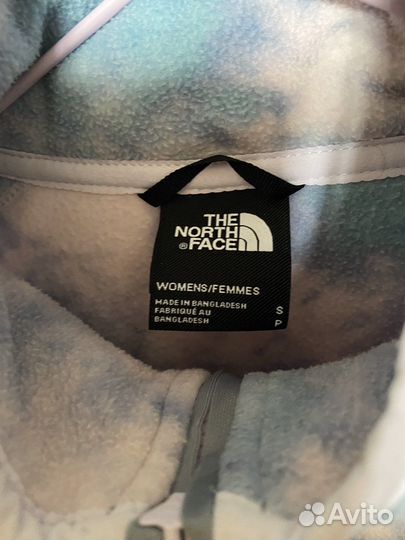 THE
NORTH
® FACE
WOMENS/FEMMES
MADE IN BANGLADESH S
FABRIQUÉ AU P
BANGLADESH
Avito